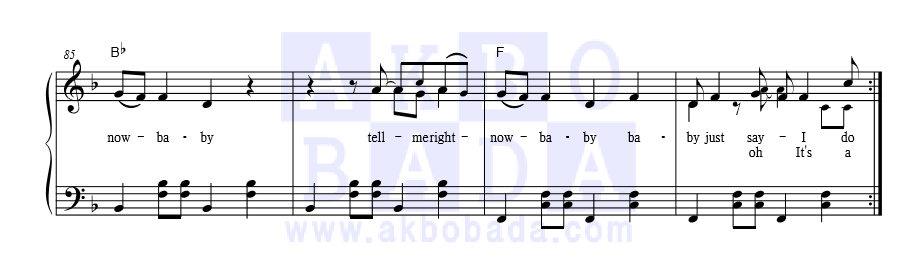 85 B♭ F
now - ba - by tell - me right - now - ba - by ba - by just say - I do
oh It's a
AKBO
BADA
www.akbobada.com